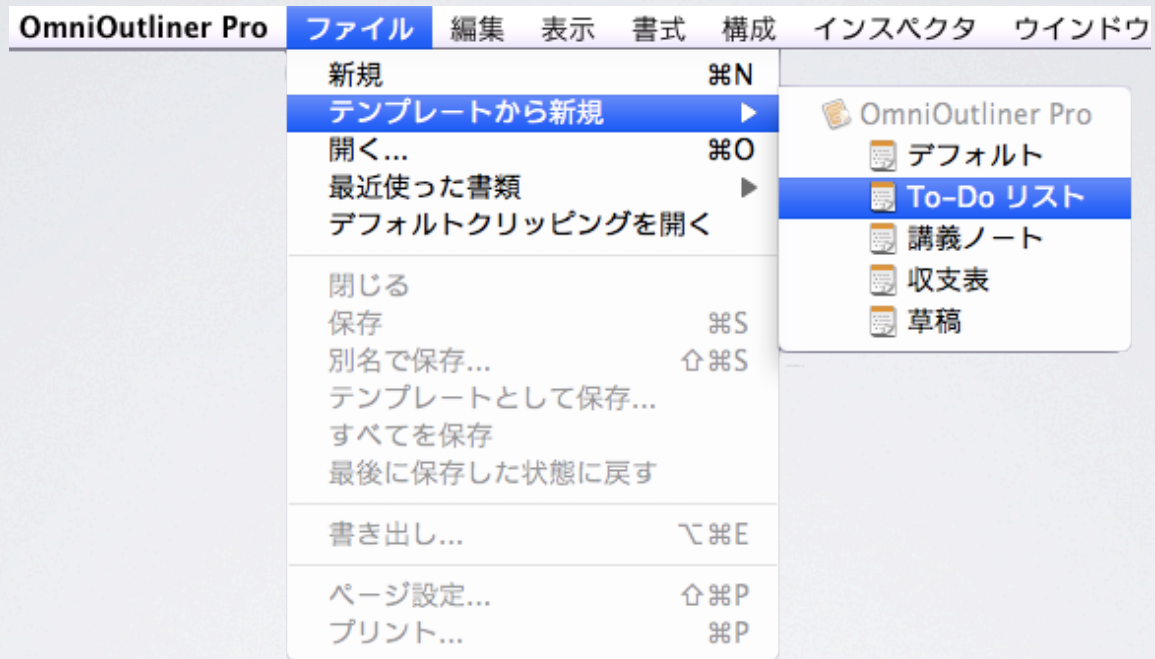 OmniOutliner Pro ファイル 編集 表示 書式 構成 インスペクタ ウインドウ
新規 ⌘N
テンプレートから新規 ▶
開く... ⌘O
最近使った書類 ▶
デフォルトクリッピングを開く
閉じる
保存 ⌘S
別名で保存... ⇧⌘S
テンプレートとして保存...
すべてを保存
最後に保存した状態に戻す
書き出し... ⌥⌘E
ページ設定... ⇧⌘P
プリント... ⌘P
OmniOutliner Pro
デフォルト
To-Do リスト
講義ノート
収支表
草稿